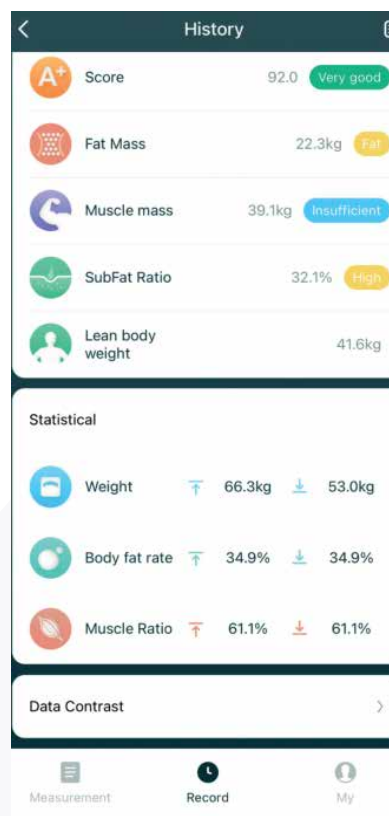 History
A+ Score 92.0 Very good
Fat Mass 22.3kg Fat
Muscle mass 39.1kg Insufficient
SubFat Ratio 32.1% High
Lean body
weight 41.6kg
Statistical
Weight 66.3kg 53.0kg
Body fat rate 34.9% 34.9%
Muscle Ratio 61.1% 61.1%
Data Contrast
Measurement Record My